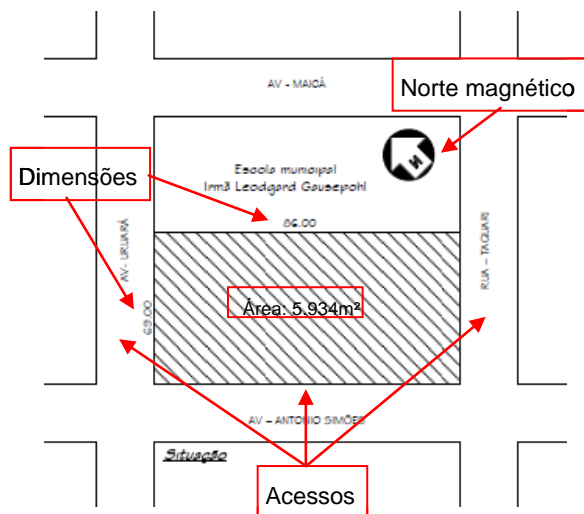 AV - MAICÁ
Norte magnético
N
Escola municipal
Irmã Leodgard Gausepohl
Dimensões
86.00
AV- URUARÁ
RUA - TAQUARI
69.00
Área: 5.934m²
AV - ANTONIO SIMÕES
Situação
Acessos